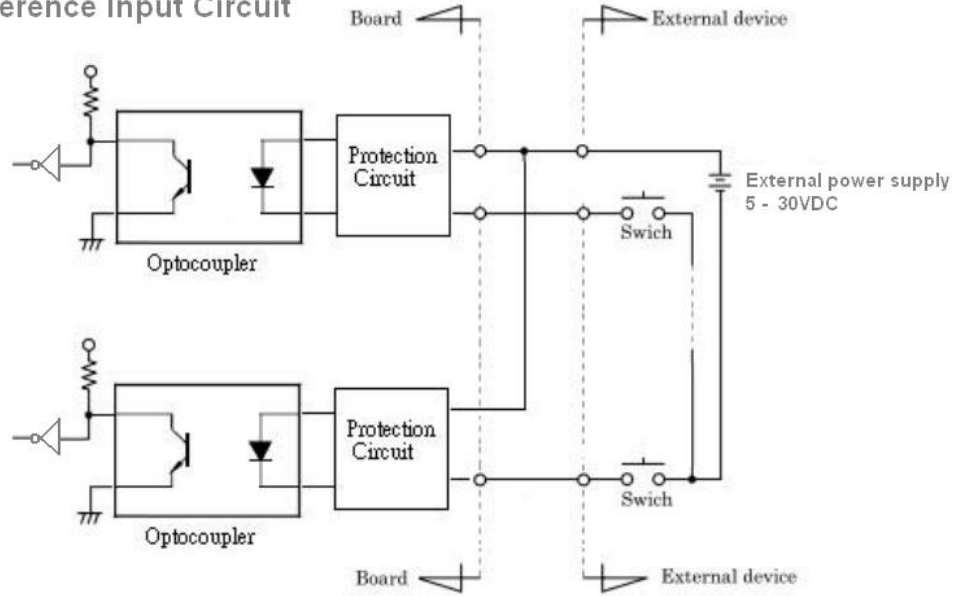 erence Input Circuit
Board
External device
Protection
Circuit
External power supply
5 - 30VDC
Swich
Optocoupler
Protection
Circuit
Swich
Optocoupler
Board
External device